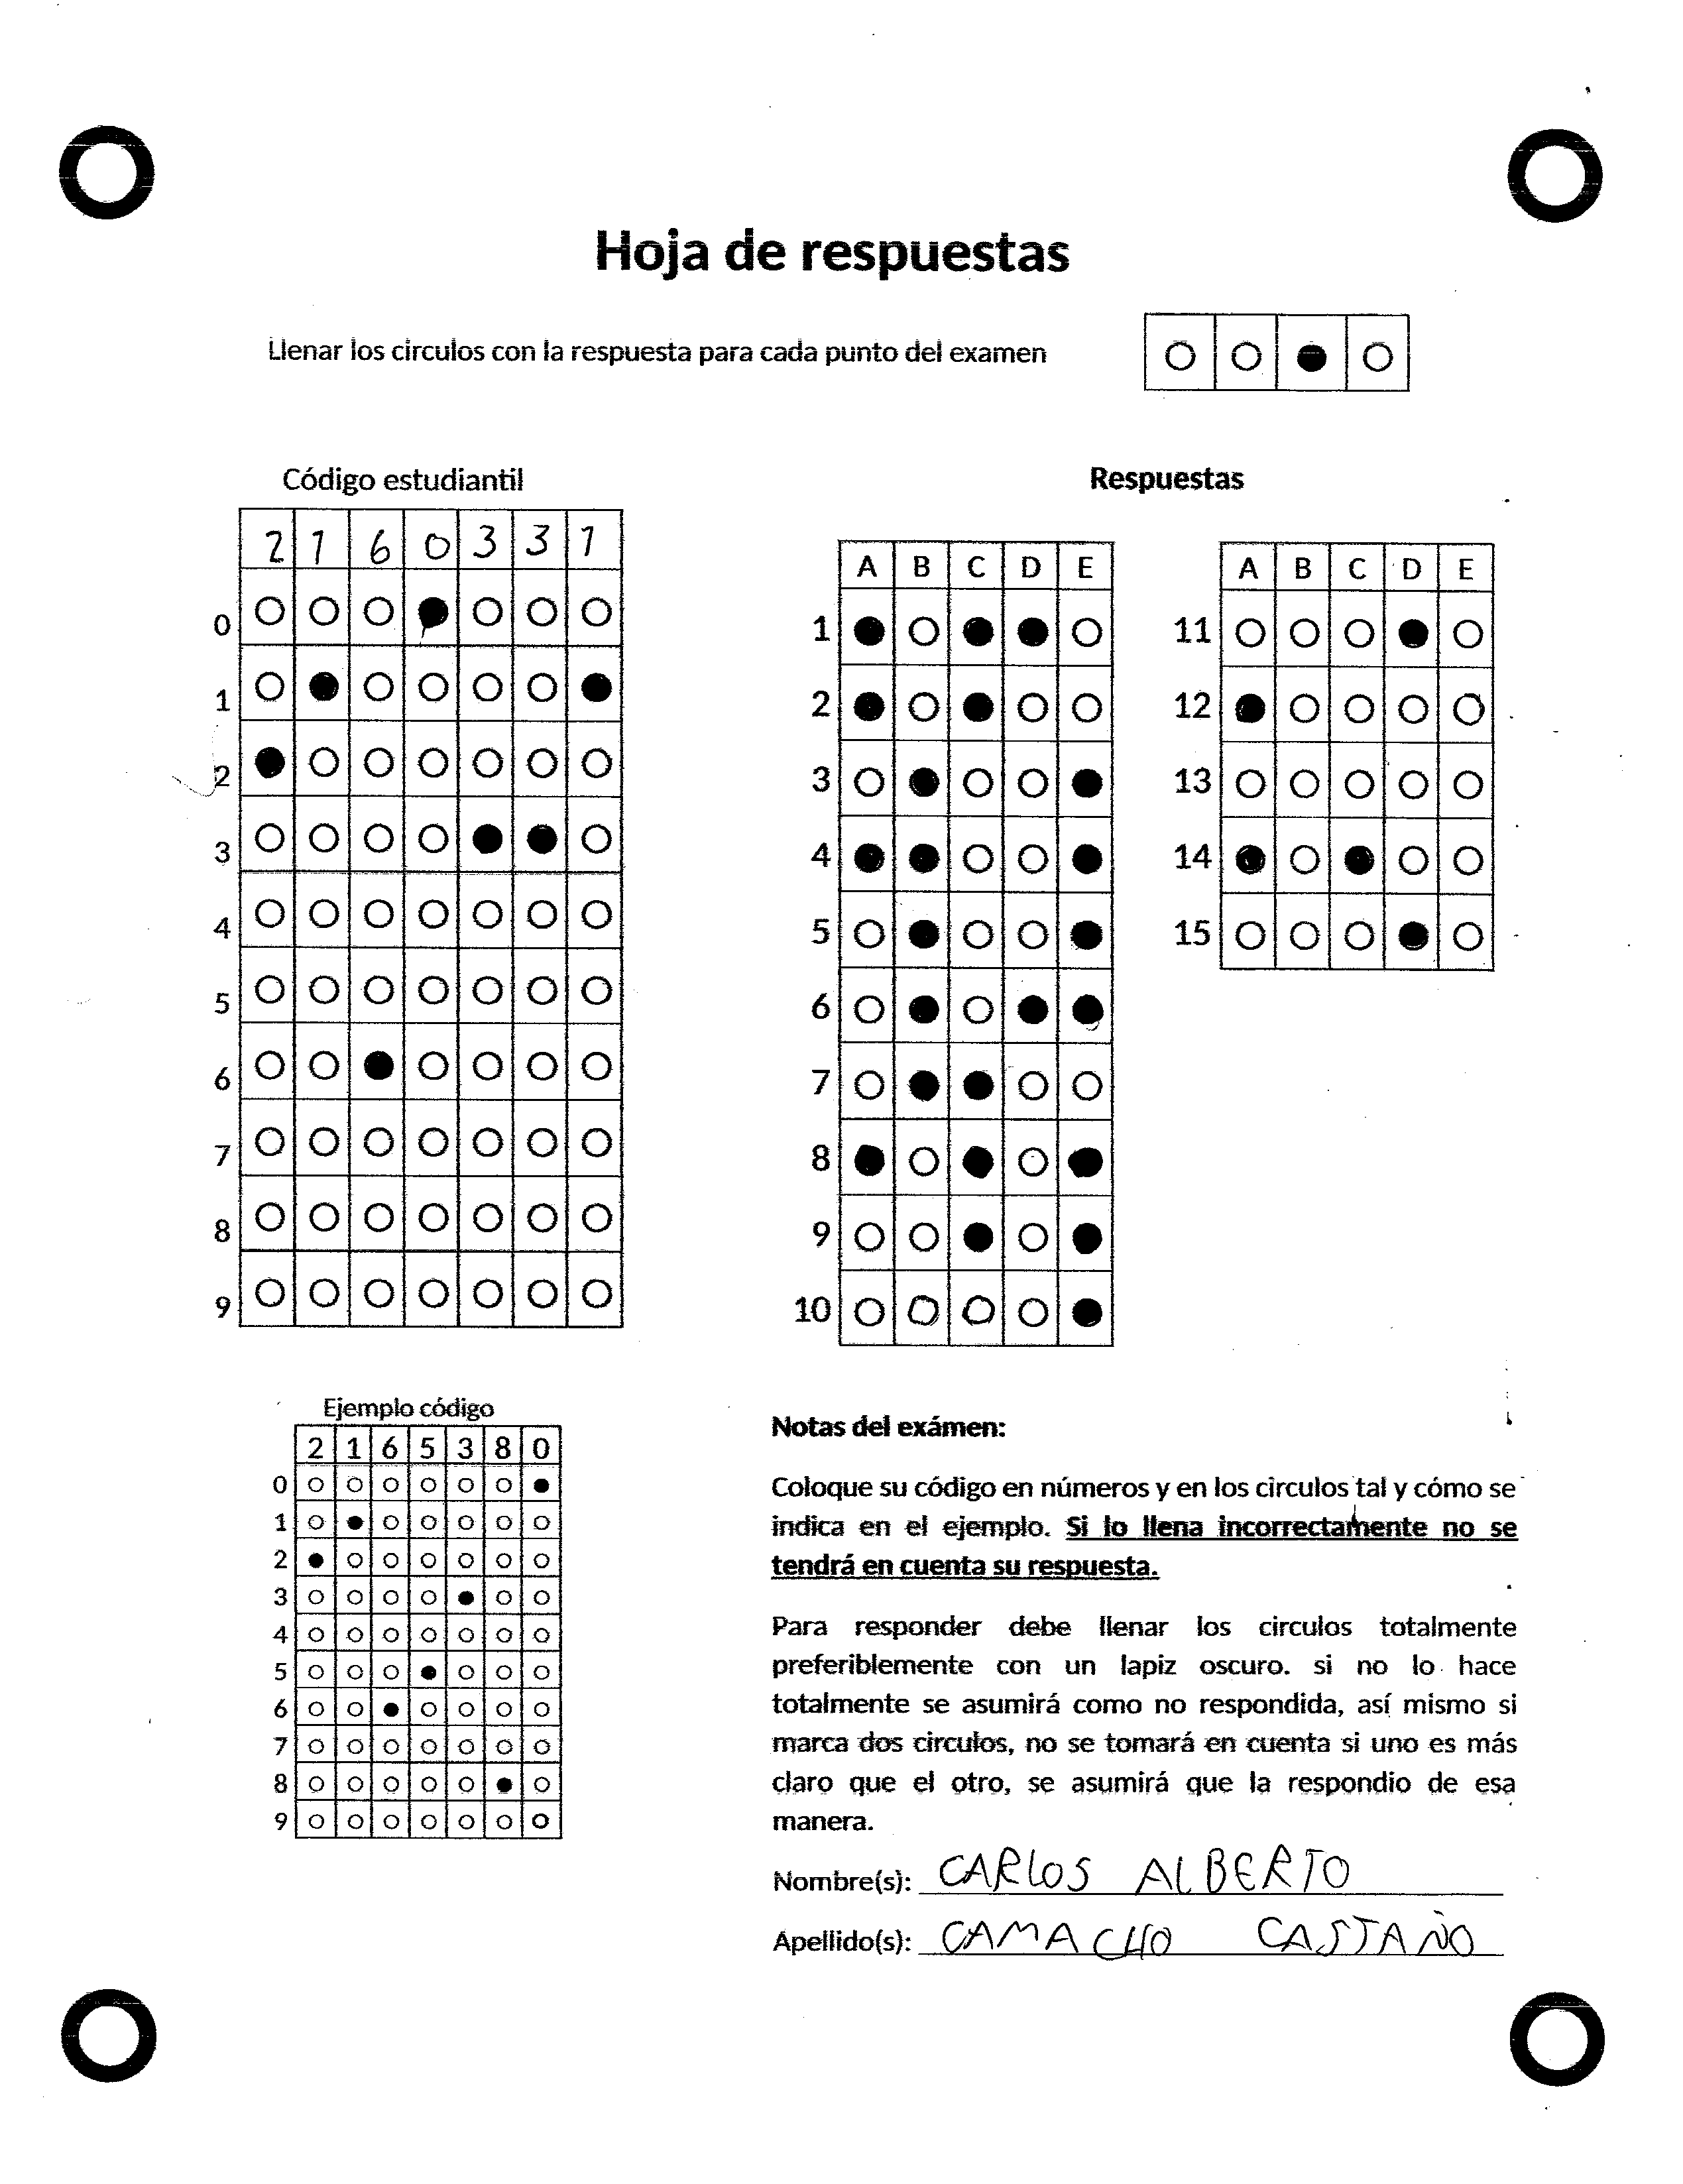 Hoja de respuestas
Llenar los circulos con la respuesta para cada punto del examen
Código estudiantil
2 1 6 0 3 3 1
0
1
2
3
4
5
6
7
8
9
Respuestas
A B C D E
1
2
3
4
5
6
7
8
9
10
A B C D E
11
12
13
14
15
Ejemplo código
2 1 6 5 3 8 0
0
1
2
3
4
5
6
7
8
9
Notas del exámen:
Coloque su código en números y en los circulos tal y cómo se
indica en el ejemplo. Si lo llena incorrectamente no se
tendrá en cuenta su respuesta.
Para responder debe llenar los circulos totalmente
preferiblemente con un lapiz oscuro. si no lo hace
totalmente se asumirá como no respondida, así mismo si
marca dos circulos, no se tomará en cuenta si uno es más
claro que el otro, se asumirá que la respondio de esa
manera.
Nombre(s): CARLOS ALBERTO
Apellido(s): CAMACHO CASTAÑO